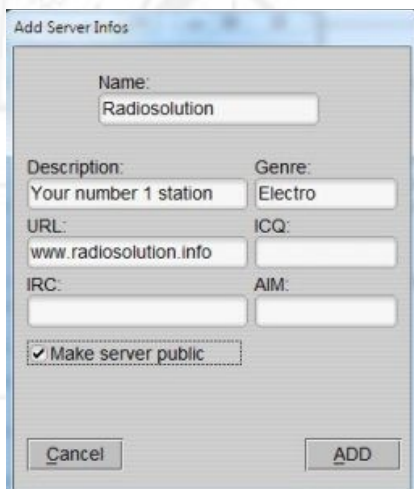 Add Server Infos
Name:
Radiosolution
Description: Genre:
Your number 1 station Electro
URL: ICQ:
www.radiosolution.info
IRC: AIM:
Make server public
Cancel ADD